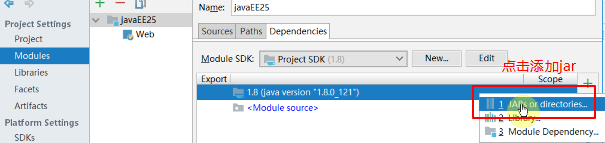 Name: javaEE25
Project Settings
Project
Modules
Libraries
Facets
Artifacts
Platform Settings
SDKs
javaEE25
Web
Sources Paths Dependencies
Module SDK: Project SDK (1.8) New... Edit
点击添加jar
Export Scope
1.8 (java version "1.8.0_121")
<Module source>
1 JARs or directories...
2 Library...
3 Module Dependency...